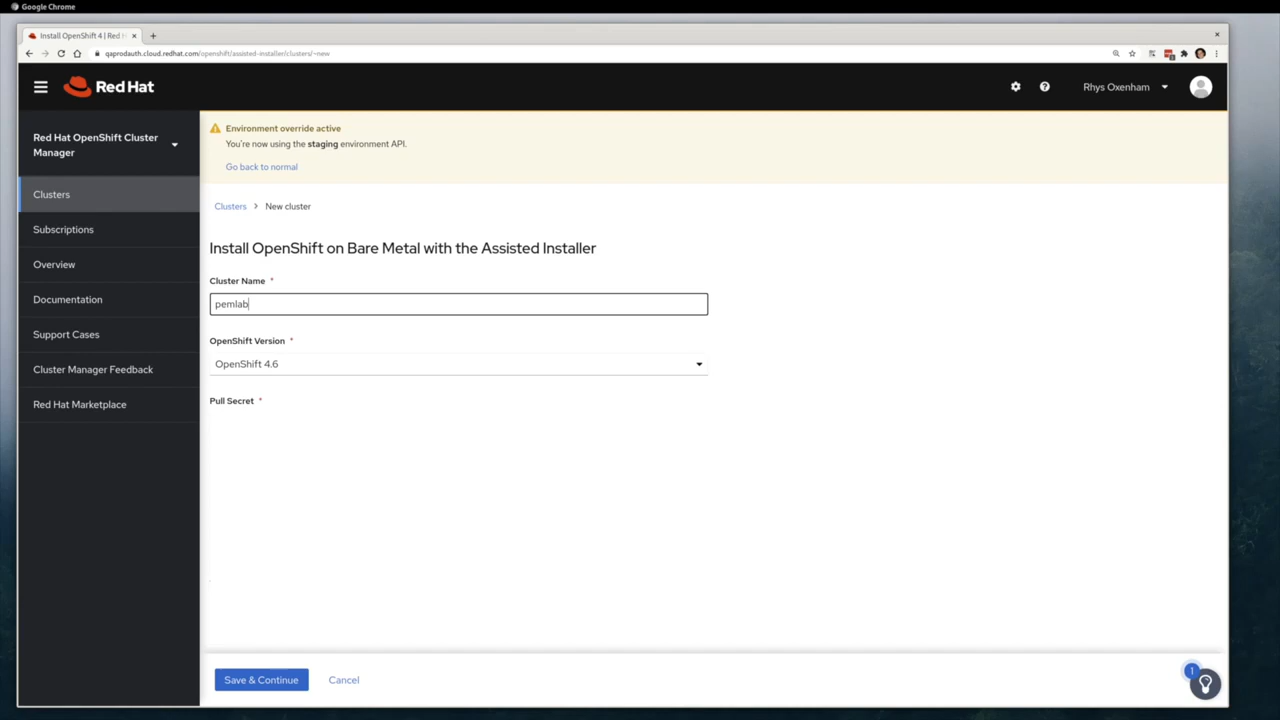 Google Chrome
Install OpenShift 4 | Red H
qaprodauth.cloud.redhat.com/openshift/assisted-installer/clusters/~new
Red Hat
Rhys Oxenham
Red Hat OpenShift Cluster
Manager
Clusters
Subscriptions
Overview
Documentation
Support Cases
Cluster Manager Feedback
Red Hat Marketplace
Environment override active
You're now using the staging environment API.
Go back to normal
Clusters > New cluster
Install OpenShift on Bare Metal with the Assisted Installer
Cluster Name *
pemlab
OpenShift Version *
OpenShift 4.6
Pull Secret *
Save & Continue
Cancel
1